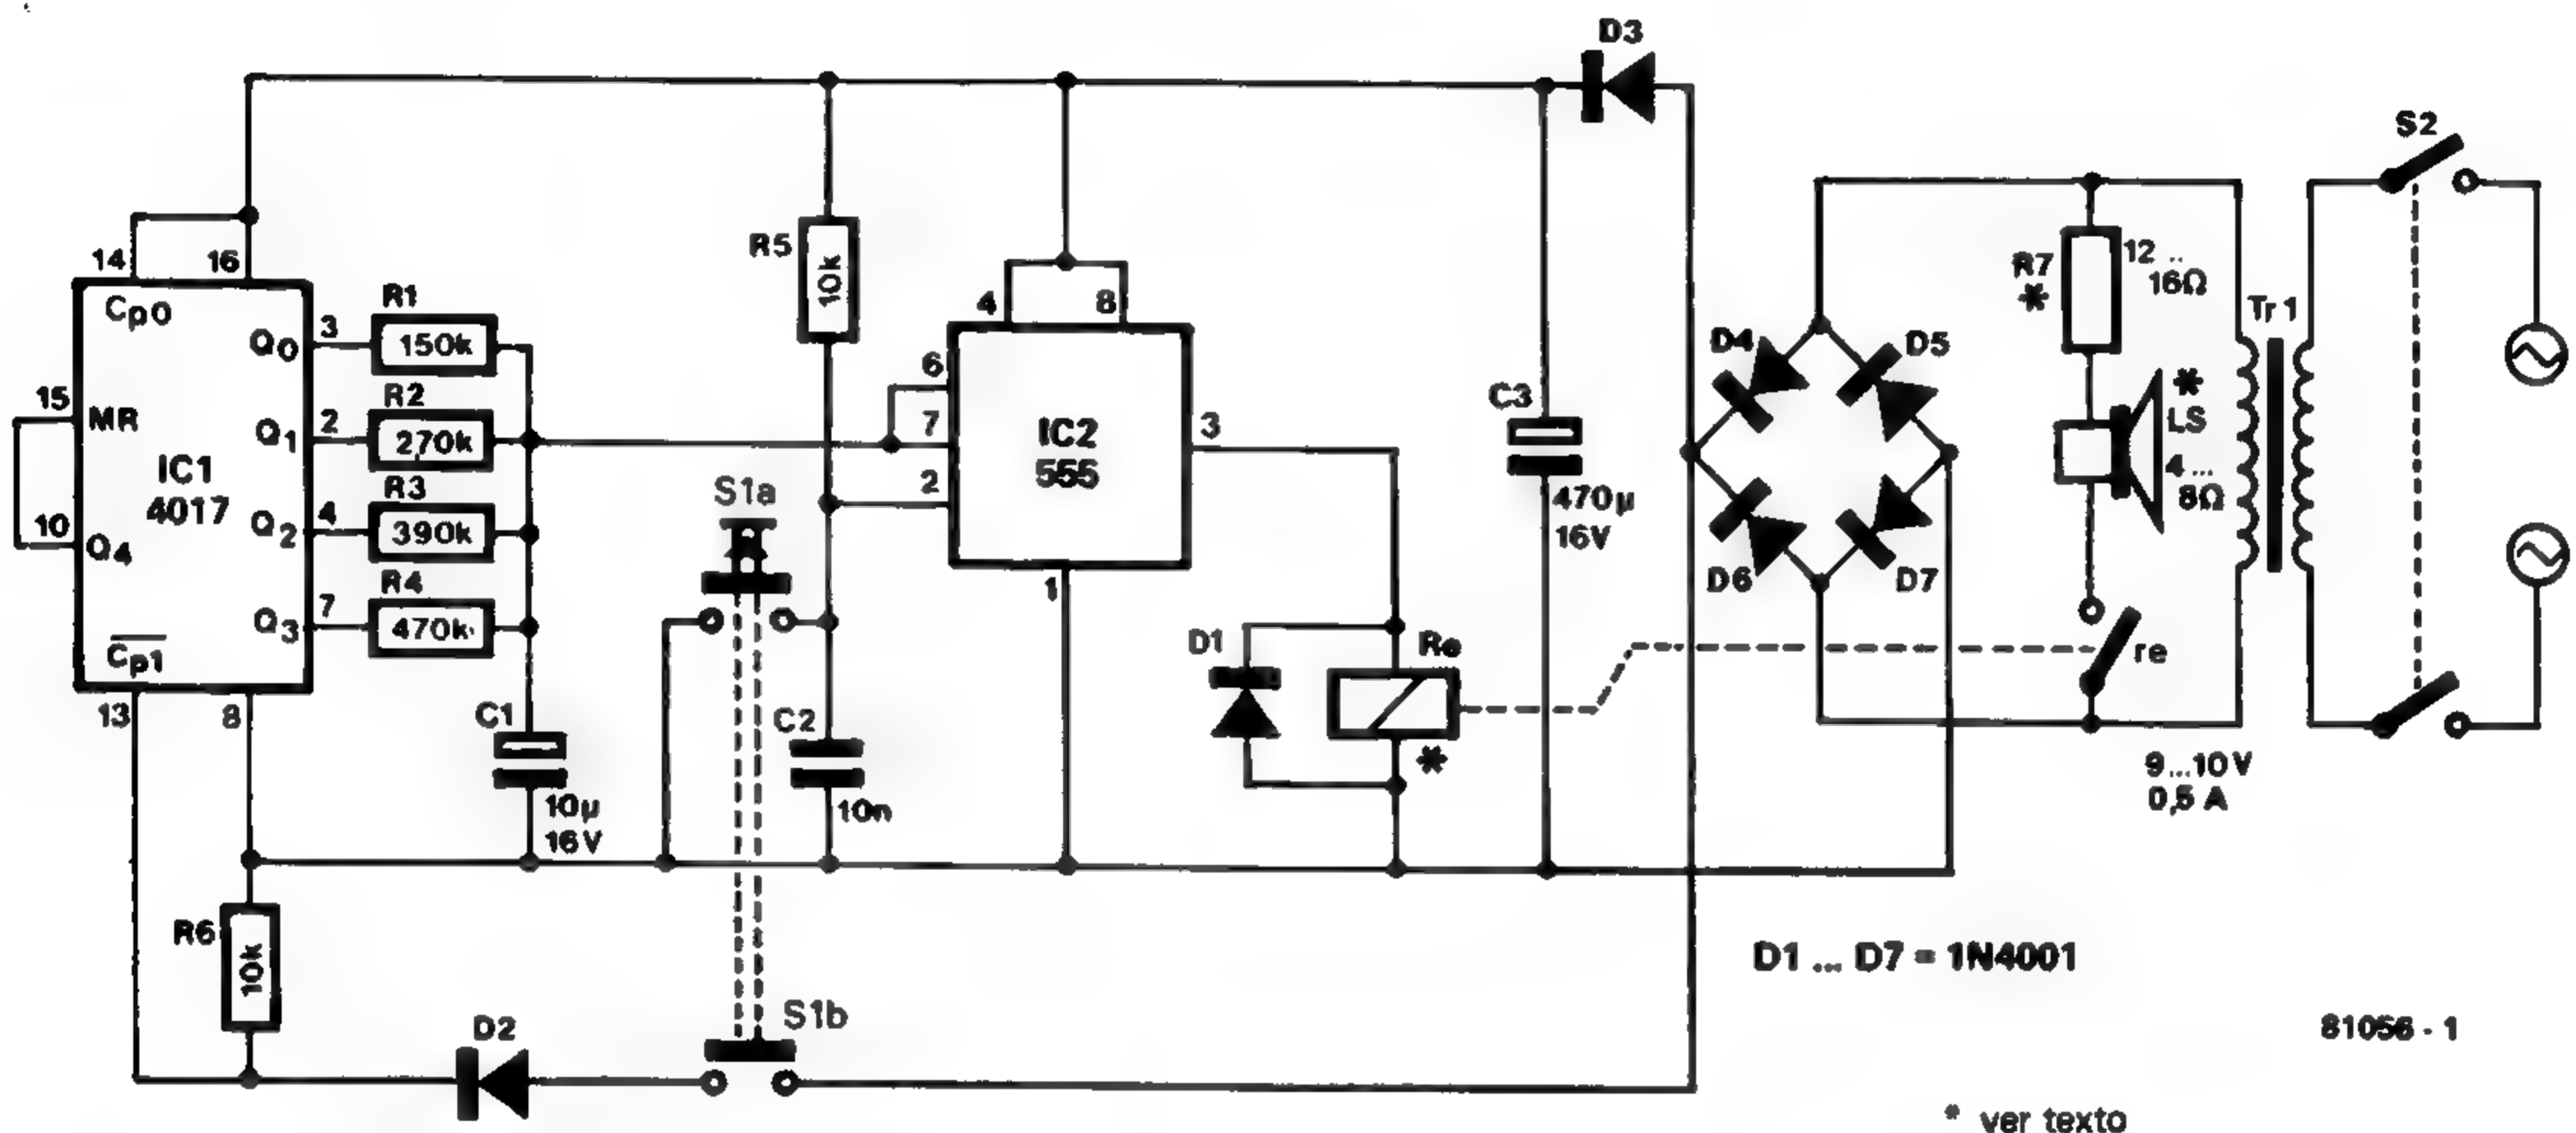 D3
S2
14
16
Cp0
R1
Q0
3
150k
15
MR
R2
Q1
2
270k
IC1
4017
R3
10
Q4
Q2
4
390k
R4
Q3
7
470k
Cp1
13
8
C1
10µ
16V
R5
10k
S1a
C2
10n
4
8
6
7
2
IC2
555
3
1
D1
Re
*
C3
470µ
16V
D4
D5
D6
D7
R7
*
12 ..
16Ω
*
LS
4...
8Ω
re
Tr1
9...10V
0,5 A
R6
10k
D2
S1b
D1 ... D7 = 1N4001
81056 - 1
* ver texto